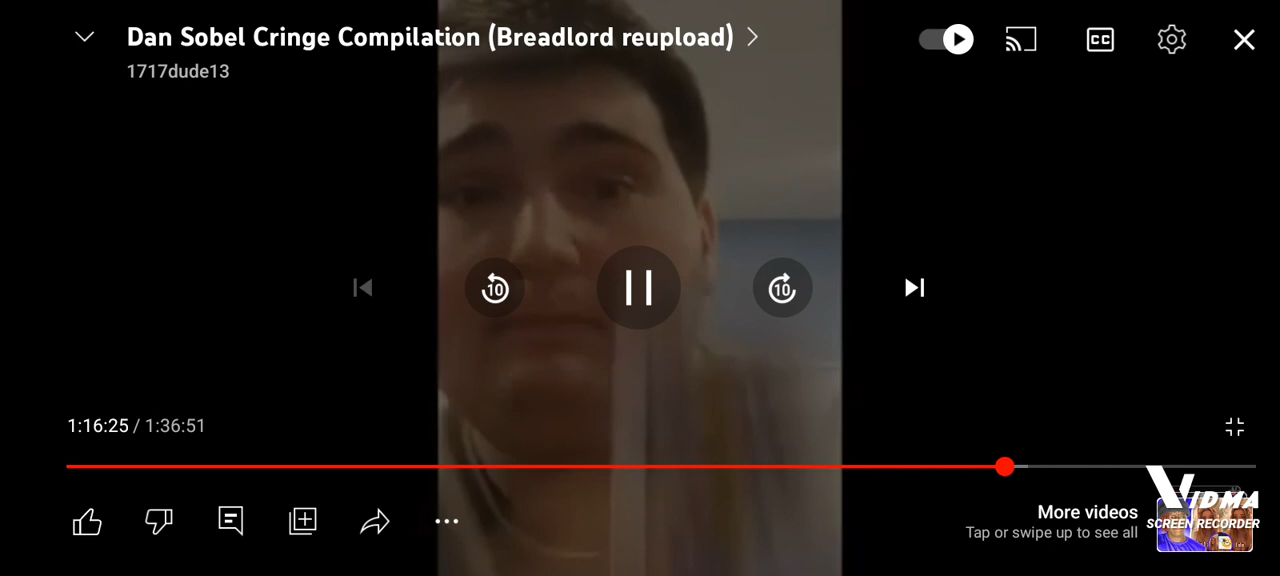 Dan Sobel Cringe Compilation (Breadlord reupload)
1717dude13
CC
10
10
1:16:25 / 1:36:51
More videos
Tap or swipe up to see all
VIDMA
SCREEN RECORDER